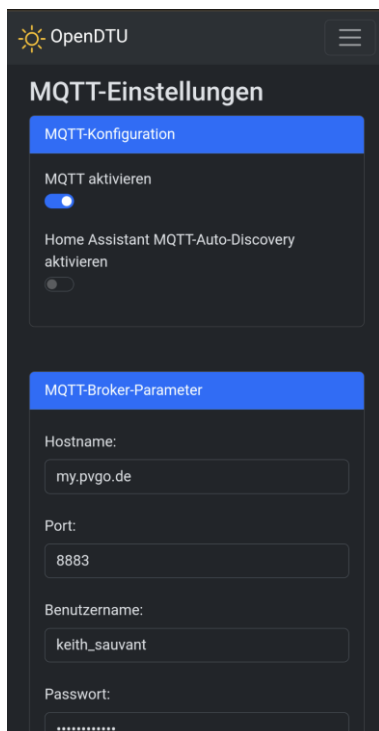 OpenDTU
MQTT-Einstellungen
MQTT-Konfiguration
MQTT aktivieren
Home Assistant MQTT-Auto-Discovery
aktivieren
MQTT-Broker-Parameter
Hostname:
my.pvgo.de
Port:
8883
Benutzername:
keith_sauvant
Passwort:
••••••••••••